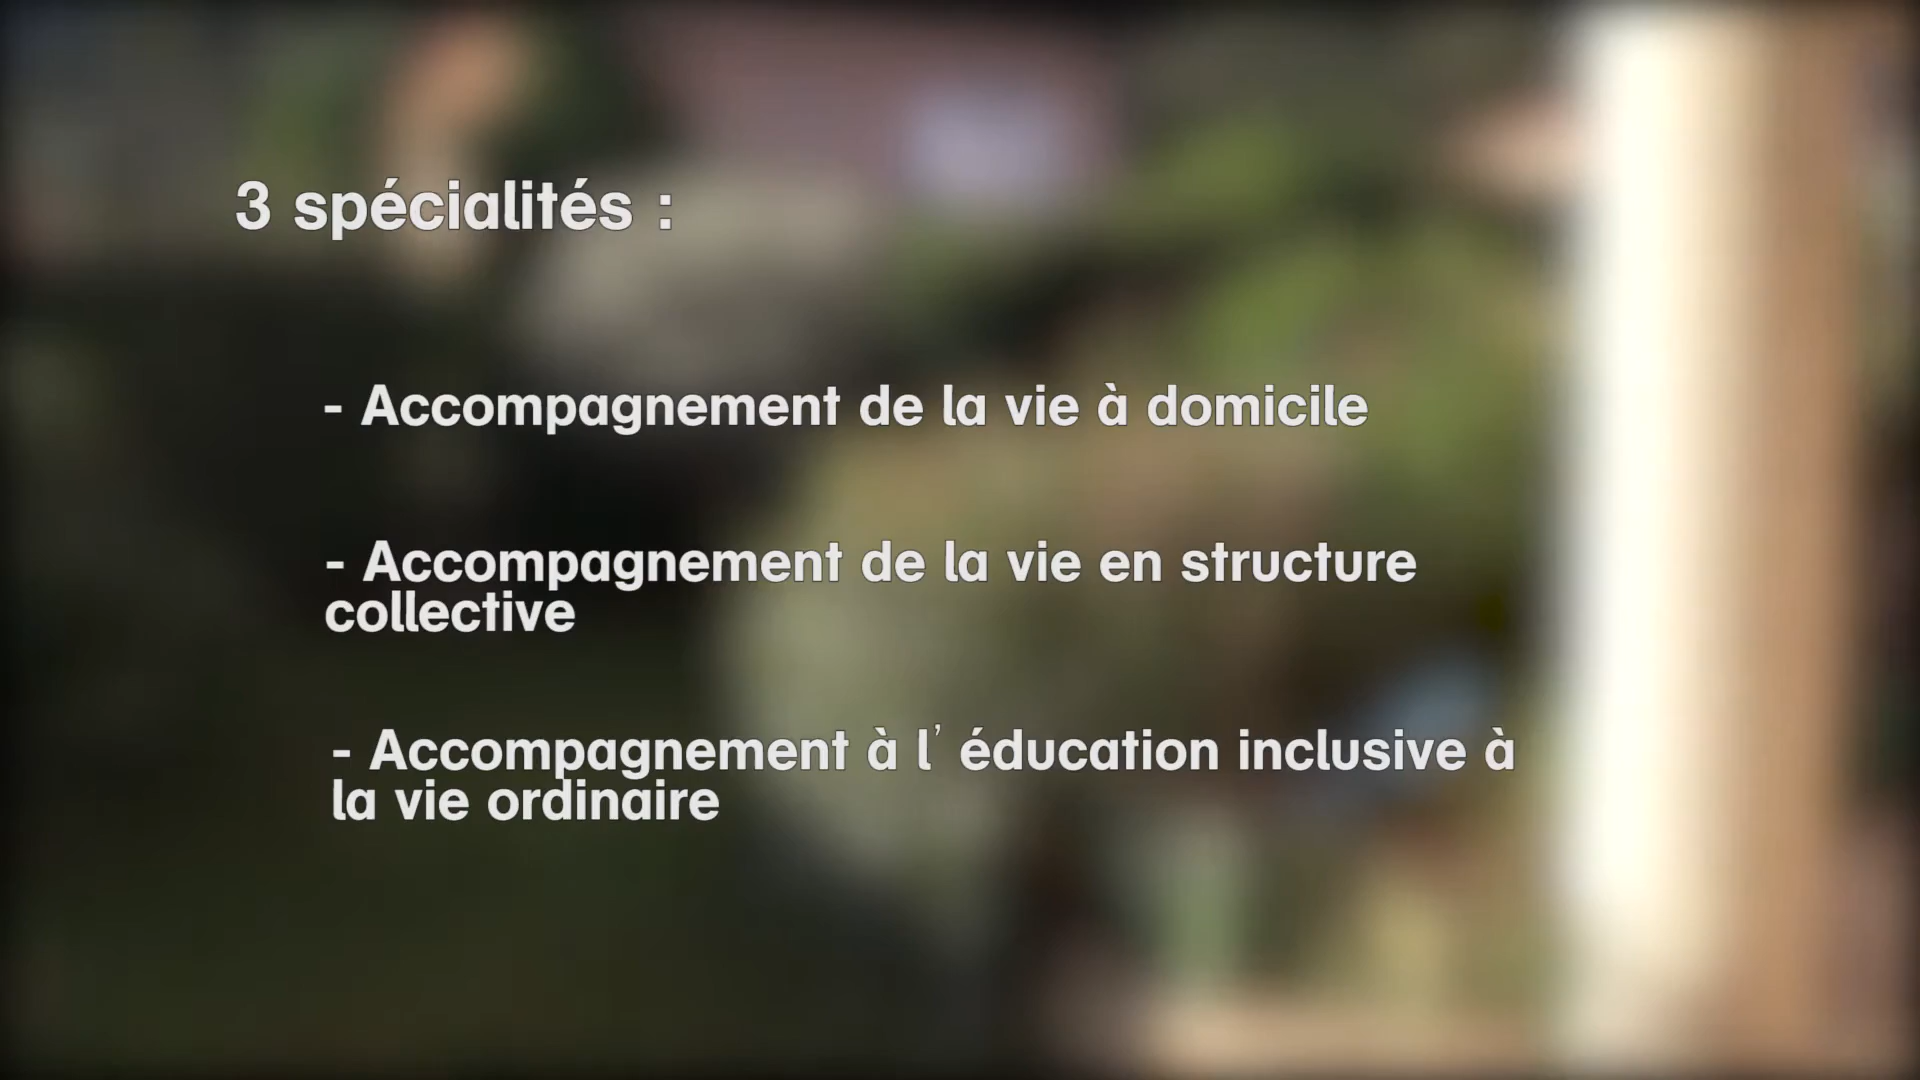 3 spécialités :
- Accompagnement de la vie à domicile
- Accompagnement de la vie en structure
collective
- Accompagnement à l’ éducation inclusive à
la vie ordinaire